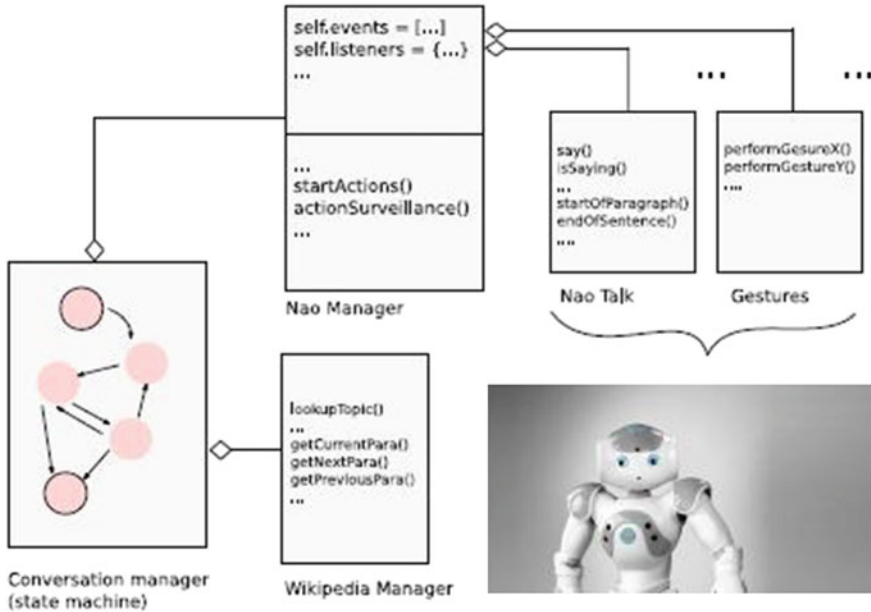 self.events = [...]
self.listeners = {...}
...
...
startActions()
actionSurveillance()
...
Nao Manager
say()
isSaying()
...
startOfParagraph()
endOfSentence()
....
Nao Talk
performGesureX()
performGestureY()
....
Gestures
...
...
lookupTopic()
...
getCurrentPara()
getNextPara()
getPreviousPara()
...
Wikipedia Manager
Conversation manager
(state machine)